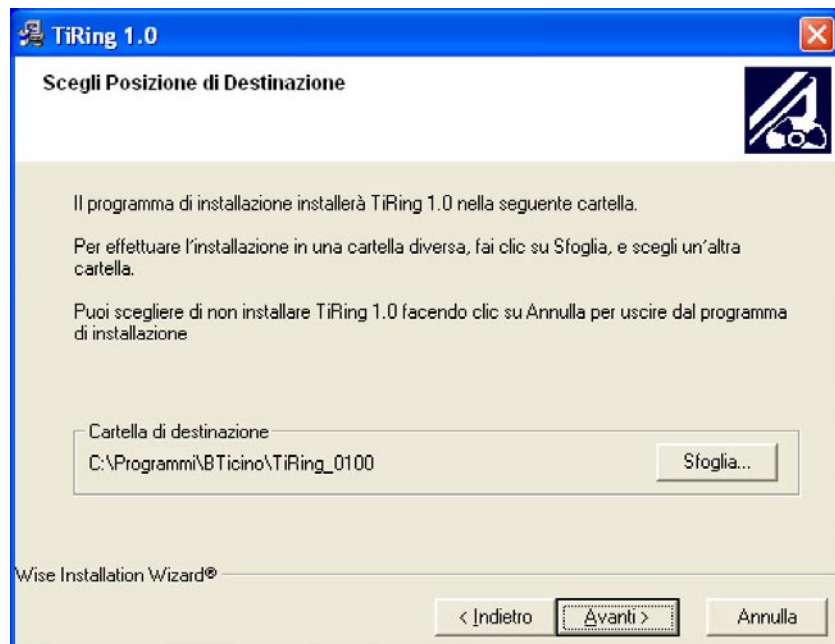 TiRing 1.0
Scegli Posizione di Destinazione
Il programma di installazione installerà TiRing 1.0 nella seguente cartella.
Per effettuare l'installazione in una cartella diversa, fai clic su Sfoglia, e scegli un'altra
cartella.
Puoi scegliere di non installare TiRing 1.0 facendo clic su Annulla per uscire dal programma
di installazione
Cartella di destinazione
C:\Programmi\BTicino\TiRing_0100
Sfoglia...
Wise Installation Wizard®
< Indietro
Avanti >
Annulla